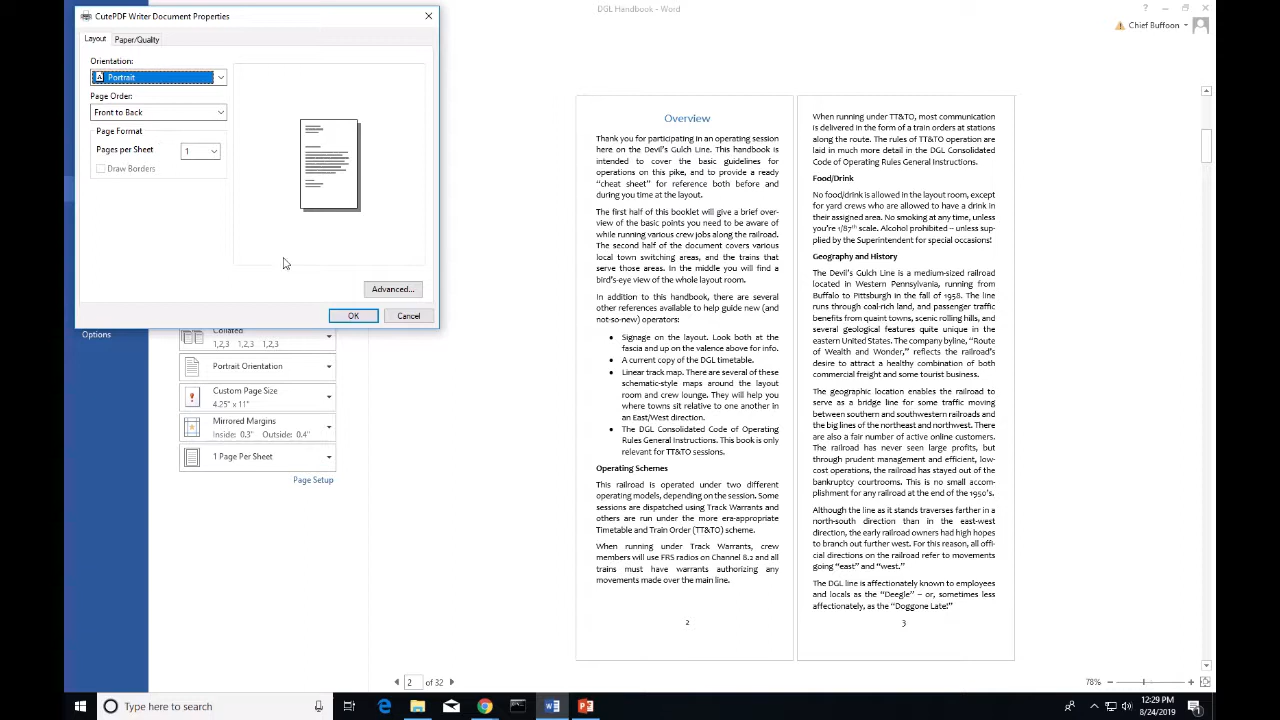 CutePDF Writer Document Properties
Layout
Paper/Quality
Orientation:
Portrait
Page Order:
Front to Back
Page Format
Pages per Sheet
1
Draw Borders
Advanced...
OK
Cancel
DGL Handbook - Word
Chief Buffoon
Options
Collated
1,2,3 1,2,3 1,2,3
Portrait Orientation
Custom Page Size
4.25" x 11"
Mirrored Margins
Inside: 0.3" Outside: 0.4"
1 Page Per Sheet
Page Setup
Overview
Thank you for participating in an operating session
here on the Devil's Gulch Line. This handbook is
intended to cover the basic guidelines for
operations on this pike, and to provide a ready
"cheat sheet" for reference both before and
during you time at the layout.
The first half of this booklet will give a brief over-
view of the basic points you need to be aware of
while running various crew jobs along the railroad.
The second half of the document covers various
local town switching areas, and the trains that
serve those areas. In the middle you will find a
bird's-eye view of the whole layout room.
In addition to this handbook, there are several
other references available to help guide new (and
not-so-new) operators:
• Signage on the layout. Look both at the
fascia and up on the valence above for info.
• A current copy of the DGL timetable.
• Linear track map. There are several of these
schematic-style maps around the layout
room and crew lounge. They will help you
where towns sit relative to one another in
an East/West direction.
• The DGL Consolidated Code of Operating
Rules General Instructions. This book is only
relevant for TT&TO sessions.
Operating Schemes
This railroad is operated under two different
operating models, depending on the session. Some
sessions are dispatched using Track Warrants and
others are run under the more era-appropriate
Timetable and Train Order (TT&TO) scheme.
When running under Track Warrants, crew
members will use FRS radios on Channel 8.2 and all
trains must have warrants authorizing any
movements made over the main line.
2
When running under TT&TO, most communication
is delivered in the form of a train orders at stations
along the route. The rules of TT&TO operation are
laid in much more detail in the DGL Consolidated
Code of Operating Rules General Instructions.
Food/Drink
No food/drink is allowed in the layout room, except
for yard crews who are allowed to have a drink in
their assigned area. No smoking at any time, unless
you're 1/87th scale. Alcohol prohibited – unless sup-
plied by the Superintendent for special occasions!
Geography and History
The Devil's Gulch Line is a medium-sized railroad
located in Western Pennsylvania, running from
Buffalo to Pittsburgh in the fall of 1958. The line
runs through coal-rich land, and passenger traffic
benefits from quaint towns, scenic rolling hills, and
several geological features quite unique in the
eastern United States. The company byline, "Route
of Wealth and Wonder," reflects the railroad's
desire to attract a healthy combination of both
commercial freight and some tourist business.
The geographic location enables the railroad to
serve as a bridge line for some traffic moving
between southern and southwestern railroads and
the big lines of the northeast and northwest. There
are also a fair number of active online customers.
The railroad has never seen large profits, but
through prudent management and efficient, low-
cost operations, the railroad has stayed out of the
bankruptcy courtrooms. This is no small accom-
plishment for any railroad at the end of the 1950's.
Although the line as it stands traverses farther in a
north-south direction than in the east-west
direction, the early railroad owners had high hopes
to branch out further west. For this reason, all offi-
cial directions on the railroad refer to movements
going "east" and "west."
The DGL line is affectionately known to employees
and locals as the "Deegle" – or, sometimes less
affectionately, as the "Doggone Late!"
3
2 of 32
78%
Type here to search
12:29 PM
8/24/2019